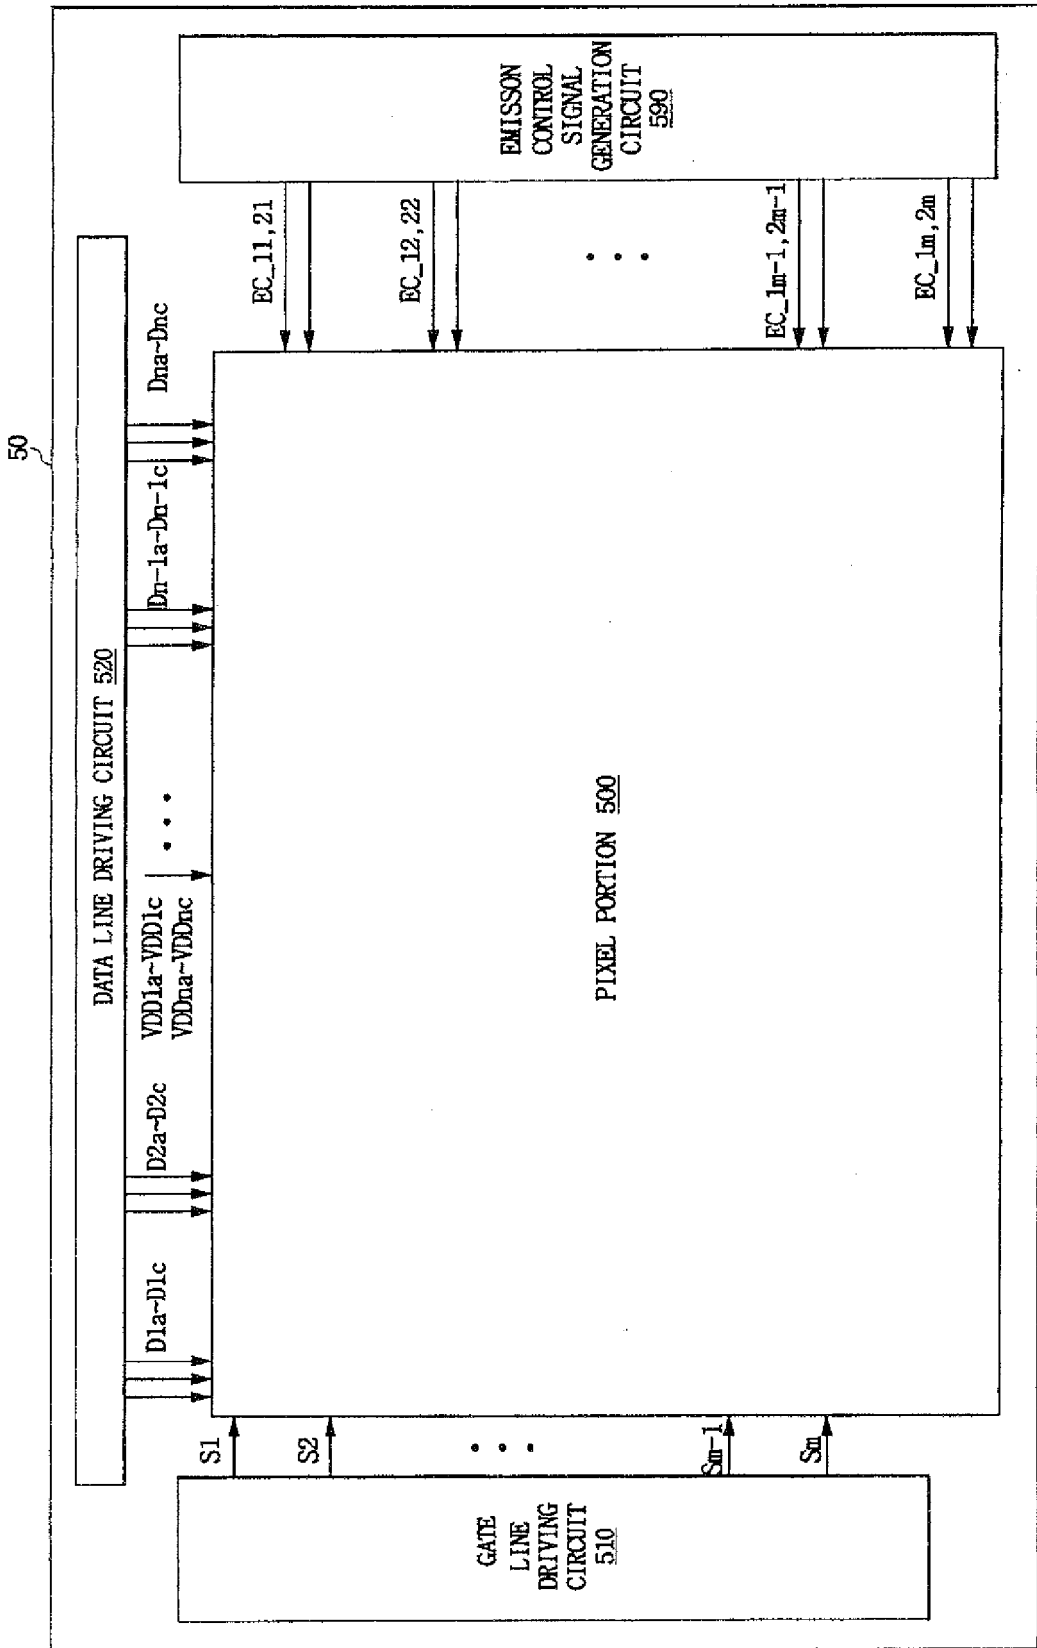 50
DATA LINE DRIVING CIRCUIT 520
D1a~D1c
D2a~D2c
VDD1a~VDD1c
VDDna~VDDnc
• • •
Dn-1a~Dn-1c
Dna~Dnc
GATE
LINE
DRIVING
CIRCUIT
510
S1
S2
• • •
Sm-1
Sm
PIXEL PORTION 500
EC_11,21
EC_12,22
• • •
EC_1m-1,2m-1
EC_1m,2m
EMISSON
CONTROL
SIGNAL
GENERATION
CIRCUIT
590